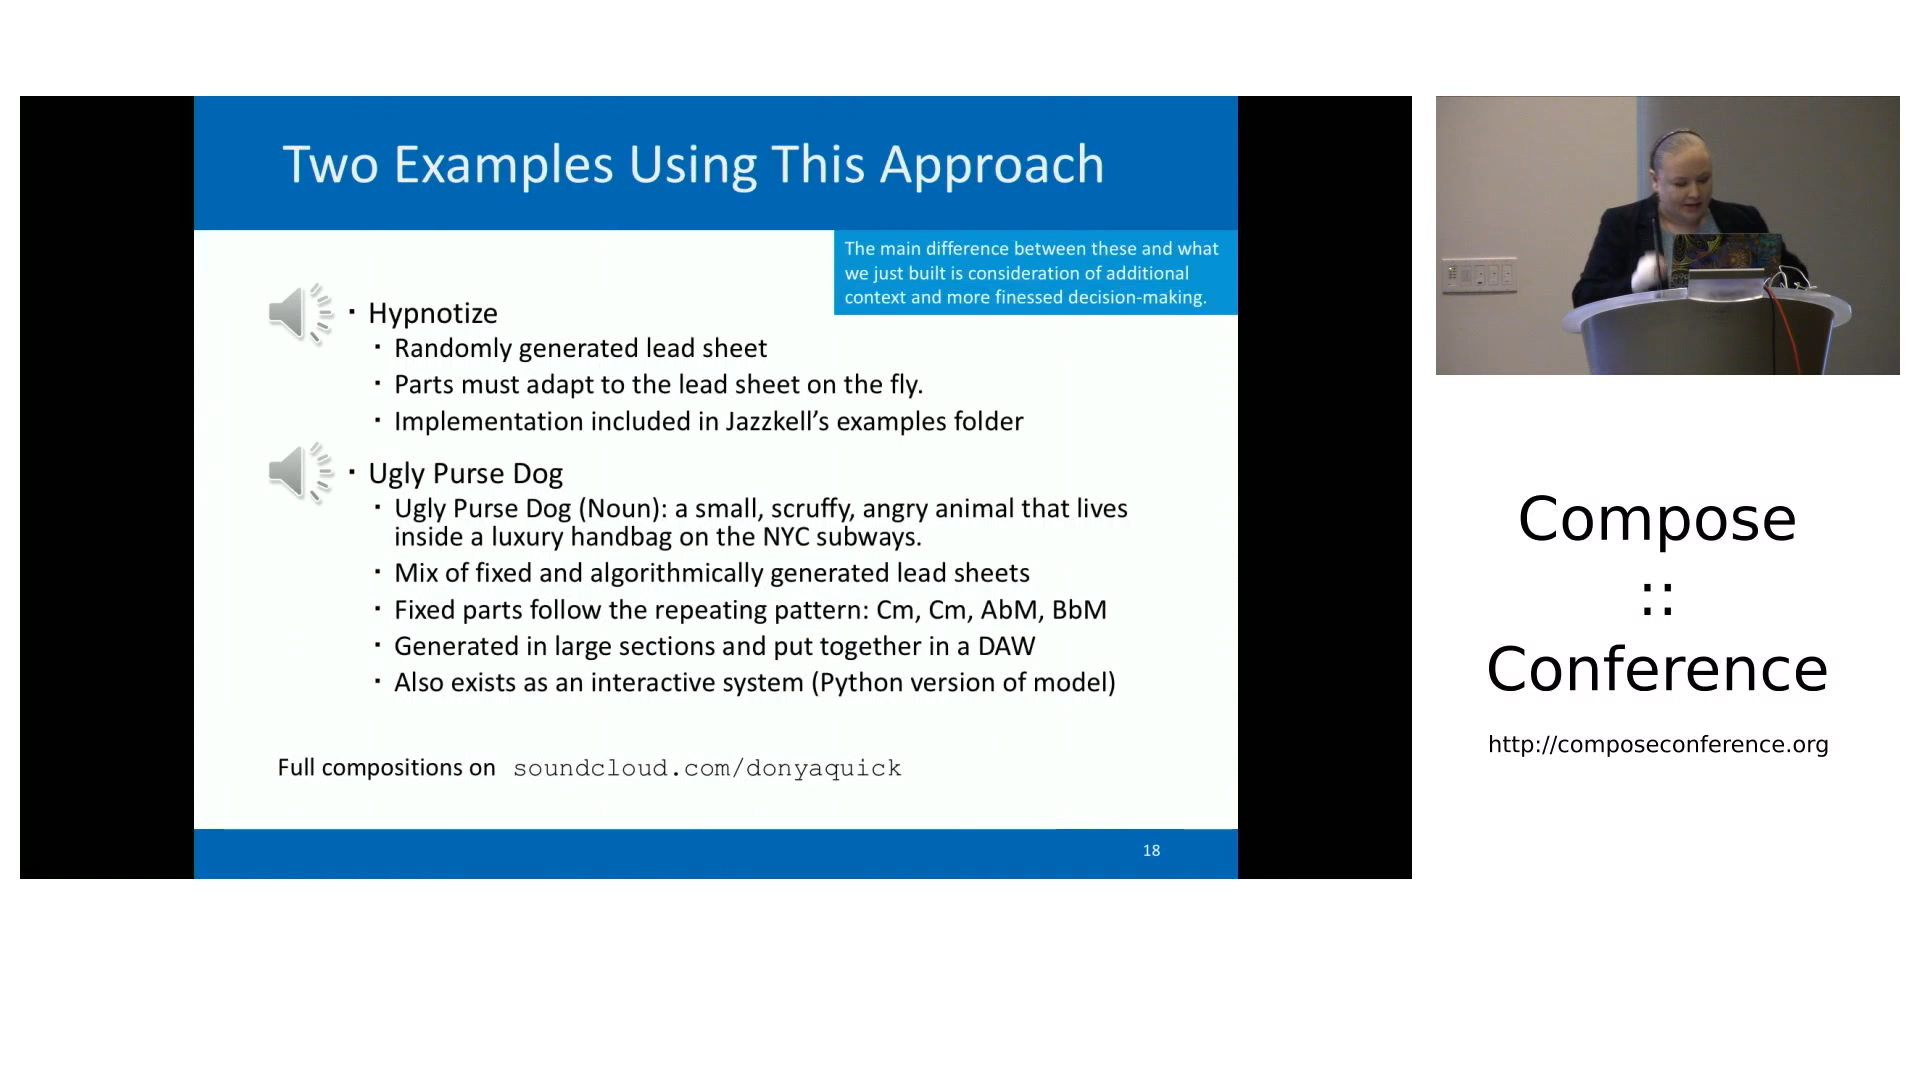 Two Examples Using This Approach
The main difference between these and what
we just built is consideration of additional
context and more finessed decision-making.
▪ Hypnotize
▪ Randomly generated lead sheet
▪ Parts must adapt to the lead sheet on the fly.
▪ Implementation included in Jazzkell’s examples folder
▪ Ugly Purse Dog
▪ Ugly Purse Dog (Noun): a small, scruffy, angry animal that lives
inside a luxury handbag on the NYC subways.
▪ Mix of fixed and algorithmically generated lead sheets
▪ Fixed parts follow the repeating pattern: Cm, Cm, AbM, BbM
▪ Generated in large sections and put together in a DAW
▪ Also exists as an interactive system (Python version of model)
Full compositions on soundcloud.com/donyaquick
18
Compose
::
Conference
http://composeconference.org